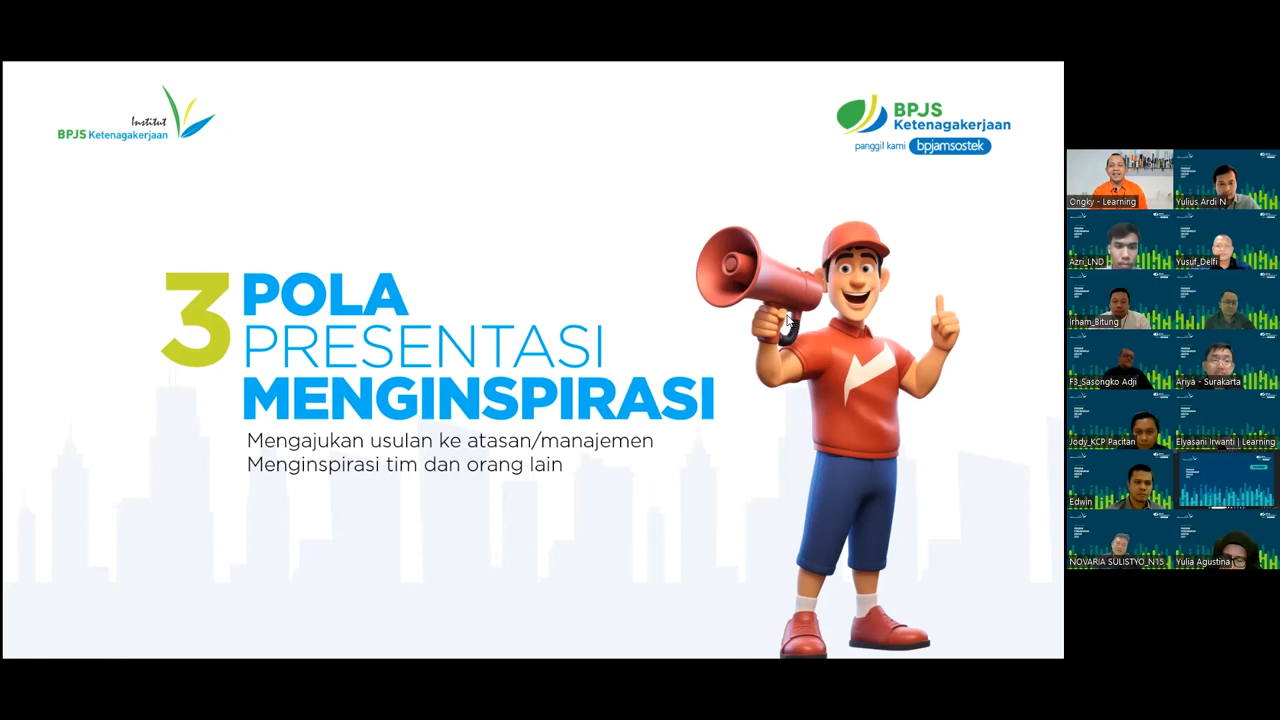 Institut
BPJS Ketenagakerjaan
BPJS
Ketenagakerjaan
panggil kami bpjamsostek
3 POLA
PRESENTASI
MENGINSPIRASI
Mengajukan usulan ke atasan/manajemen
Menginspirasi tim dan orang lain
Ongky - Learning
Yulius Ardi N
Azri_LND
Yusuf_Delfi
Irham_Bitung
F3_Sasongko Adji
Ariya - Surakarta
Jody_KCP Pacitan
Elyasani Irwanti | Learning
Edwin
NOVARIA SULISTYO_N15
Yulia Agustina